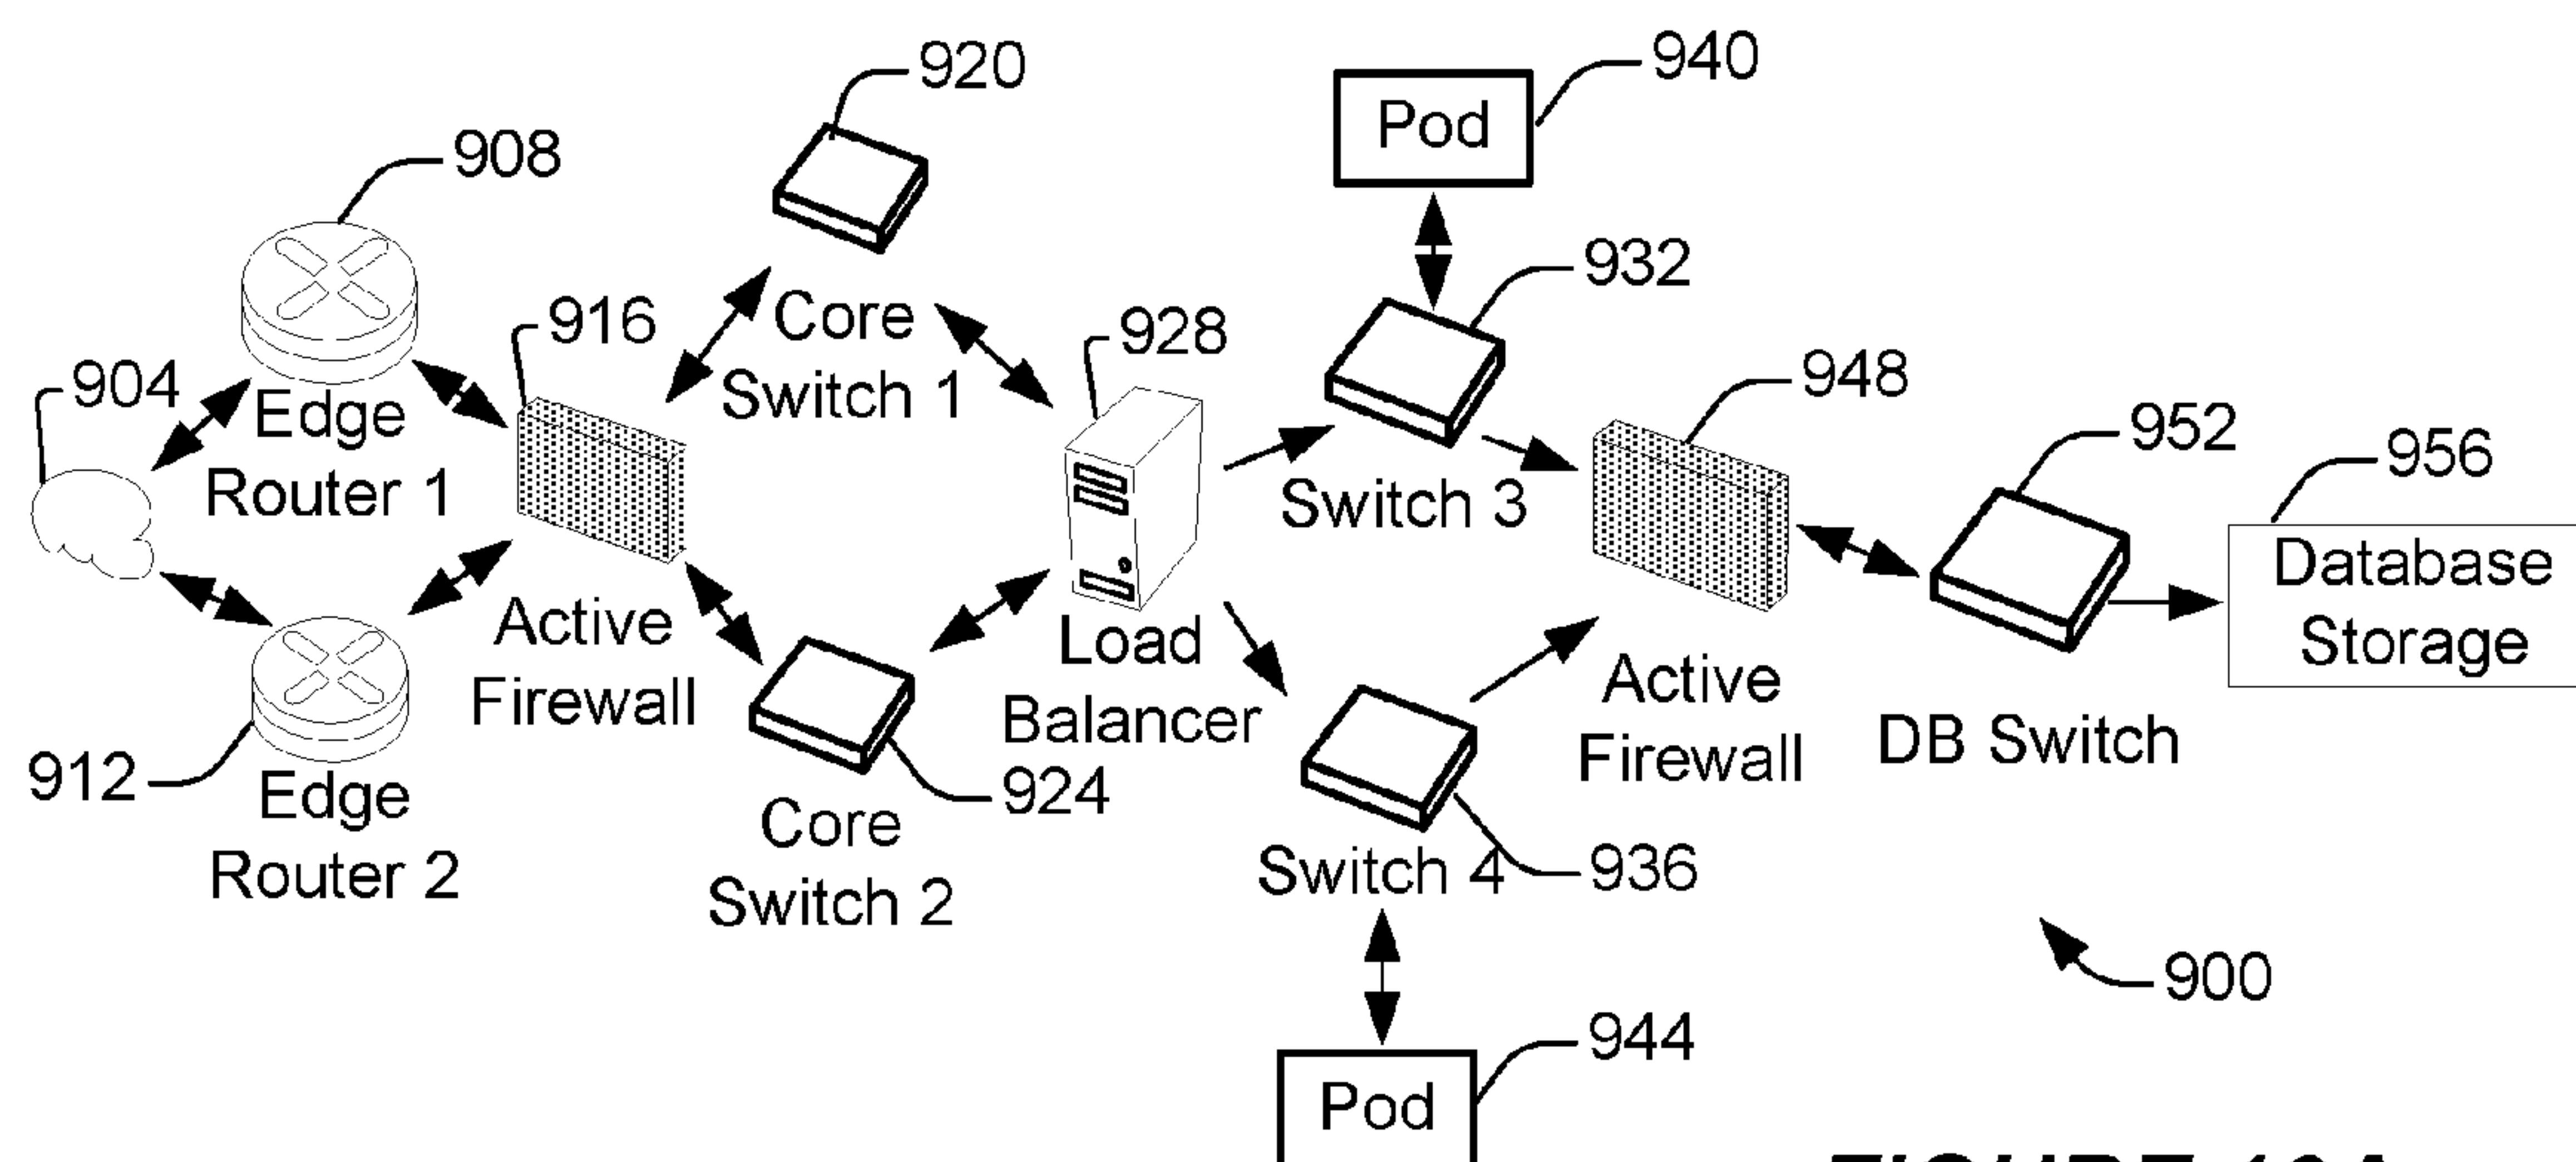 920
940
Pod
908
932
916
Core
Switch 1
928
948
904
Edge
Router 1
952
956
Switch 3
Database
Storage
Active
Firewall
Load
Balancer
Active
Firewall
DB Switch
912
Edge
Router 2
924
Core
Switch 2
Switch 4
936
900
944
Pod